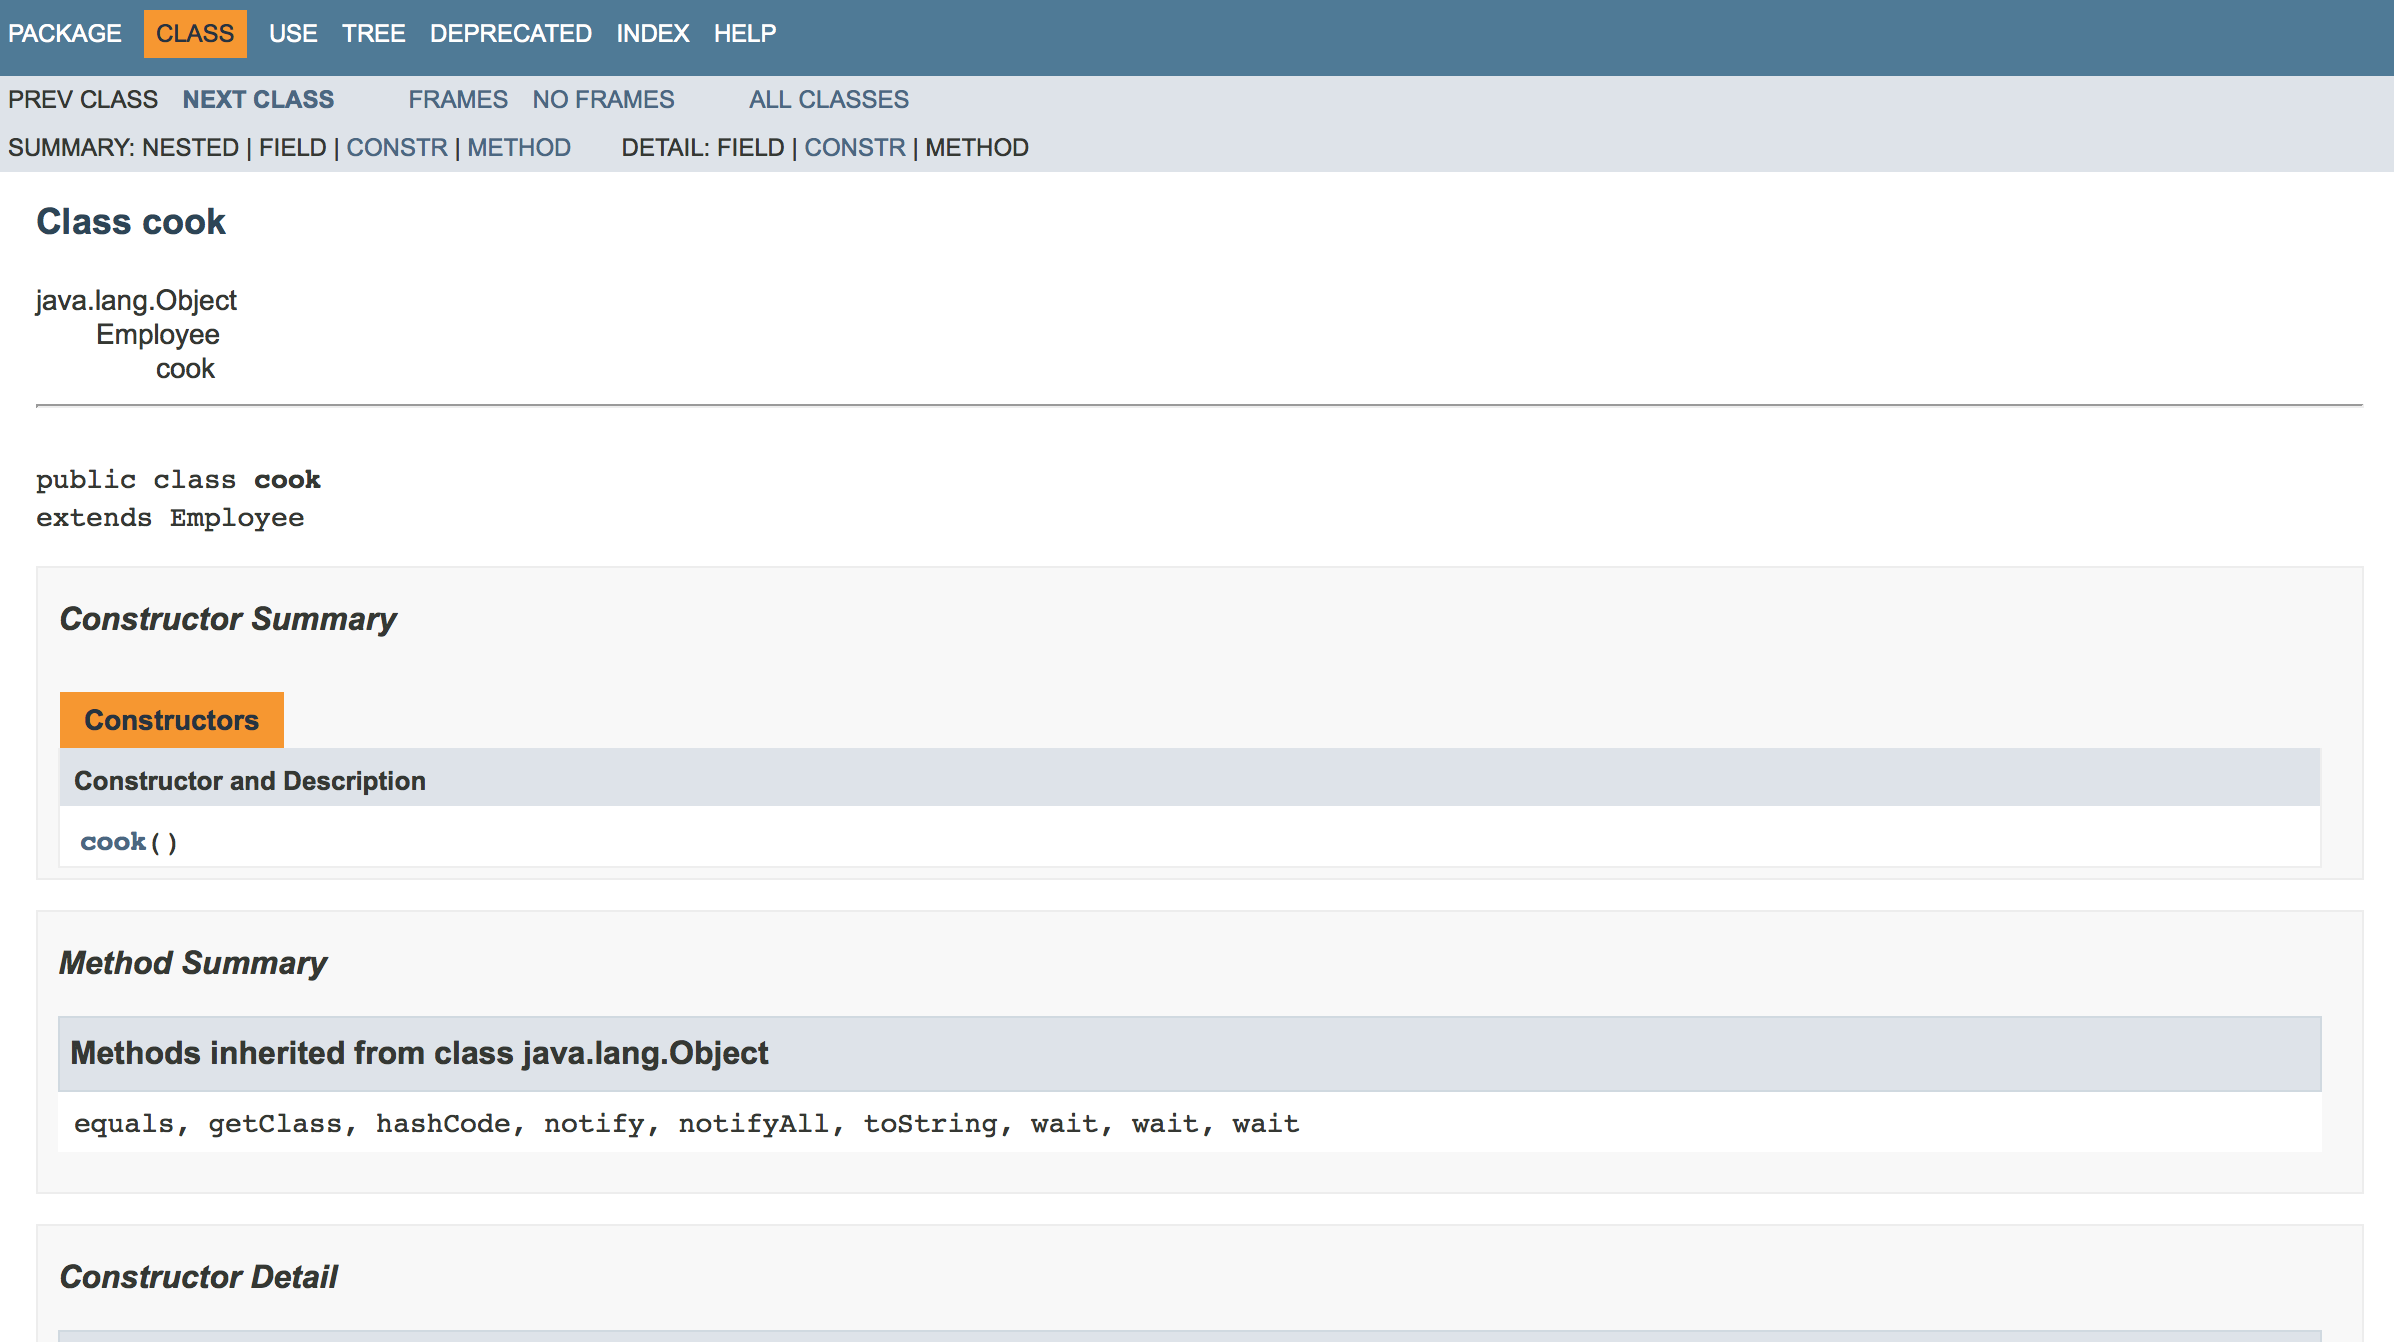 PACKAGE CLASS USE TREE DEPRECATED INDEX HELP
PREV CLASS NEXT CLASS FRAMES NO FRAMES ALL CLASSES
SUMMARY: NESTED | FIELD | CONSTR | METHOD DETAIL: FIELD | CONSTR | METHOD
Class cook
java.lang.Object
Employee
cook
public class cook
extends Employee
Constructor Summary
Constructors
Constructor and Description
cook()
Method Summary
Methods inherited from class java.lang.Object
equals, getClass, hashCode, notify, notifyAll, toString, wait, wait, wait
Constructor Detail